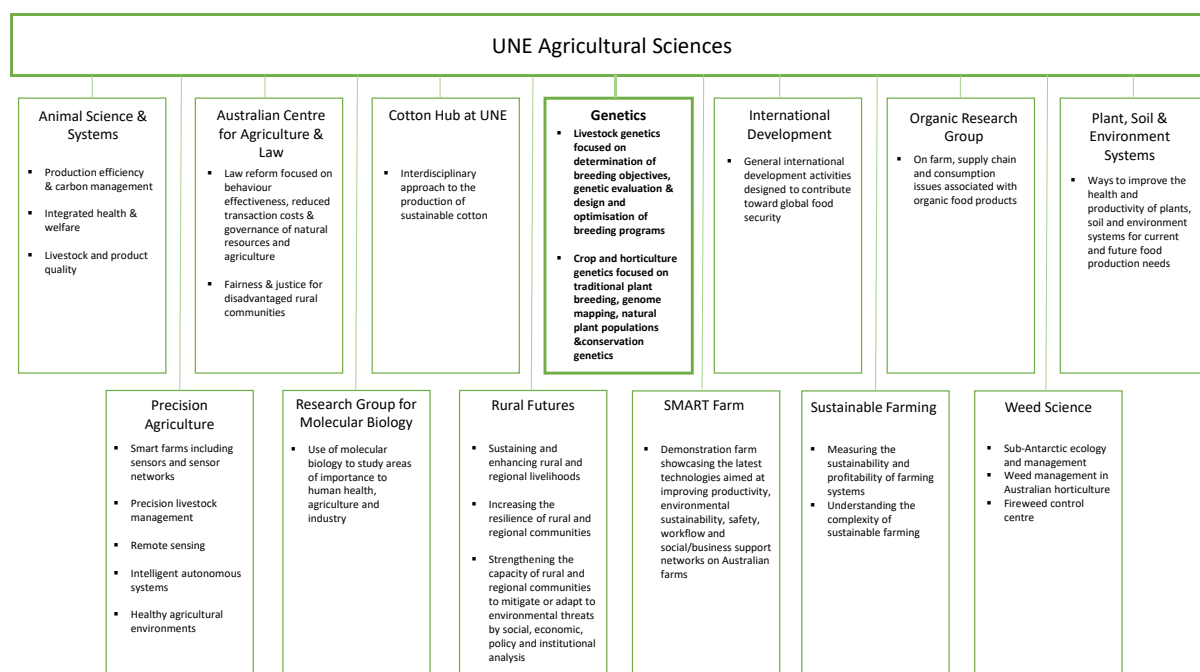 UNE Agricultural Sciences
Animal Science &
Systems
▪ Production efficiency
& carbon management
▪ Integrated health &
welfare
▪ Livestock and product
quality
Australian Centre
for Agriculture &
Law
▪ Law reform focused on
behaviour
effectiveness, reduced
transaction costs &
governance of natural
resources and
agriculture
▪ Fairness & justice for
disadvantaged rural
communities
Cotton Hub at UNE
▪ Interdisciplinary
approach to the
production of
sustainable cotton
Genetics
▪ Livestock genetics
focused on
determination of
breeding objectives,
genetic evaluation &
design and
optimisation of
breeding programs
▪ Crop and horticulture
genetics focused on
traditional plant
breeding, genome
mapping, natural
plant populations
&conservation
genetics
International
Development
▪ General international
development activities
designed to contribute
toward global food
security
Organic Research
Group
▪ On farm, supply chain
and consumption
issues associated with
organic food products
Plant, Soil &
Environment
Systems
▪ Ways to improve the
health and
productivity of plants,
soil and environment
systems for current
and future food
production needs
Precision
Agriculture
▪ Smart farms including
sensors and sensor
networks
▪ Precision livestock
management
▪ Remote sensing
▪ Intelligent autonomous
systems
▪ Healthy agricultural
environments
Research Group for
Molecular Biology
▪ Use of molecular
biology to study areas
of importance to
human health,
agriculture and
industry
Rural Futures
▪ Sustaining and
enhancing rural and
regional livelihoods
▪ Increasing the
resilience of rural and
regional communities
▪ Strengthening the
capacity of rural and
regional communities
to mitigate or adapt to
environmental threats
by social, economic,
policy and institutional
analysis
SMART Farm
▪ Demonstration farm
showcasing the latest
technologies aimed at
improving productivity,
environmental
sustainability, safety,
workflow and
social/business support
networks on Australian
farms
Sustainable Farming
▪ Measuring the
sustainability and
profitability of farming
systems
▪ Understanding the
complexity of
sustainable farming
Weed Science
▪ Sub-Antarctic ecology
and management
▪ Weed management in
Australian horticulture
▪ Fireweed control
centre